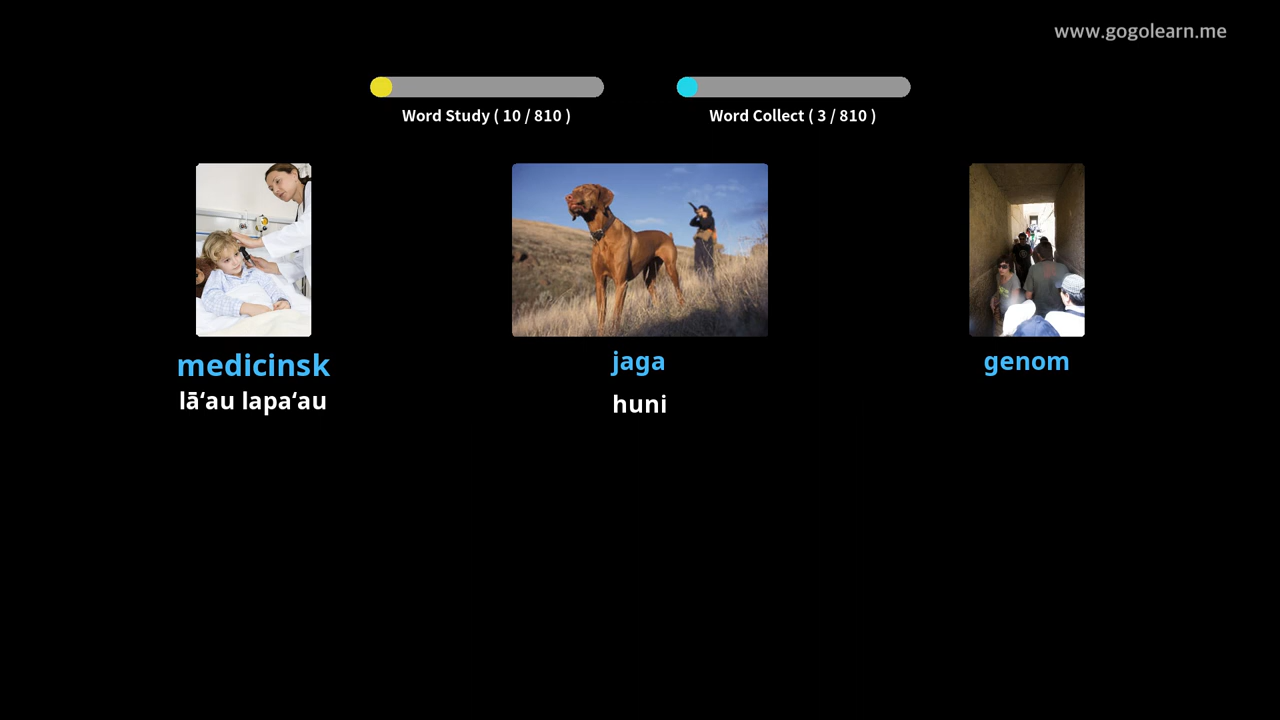 www.gogolearn.me
Word Study ( 10 / 810 )
Word Collect ( 3 / 810 )
medicinsk
lāʻau lapaʻau
jaga
huni
genom